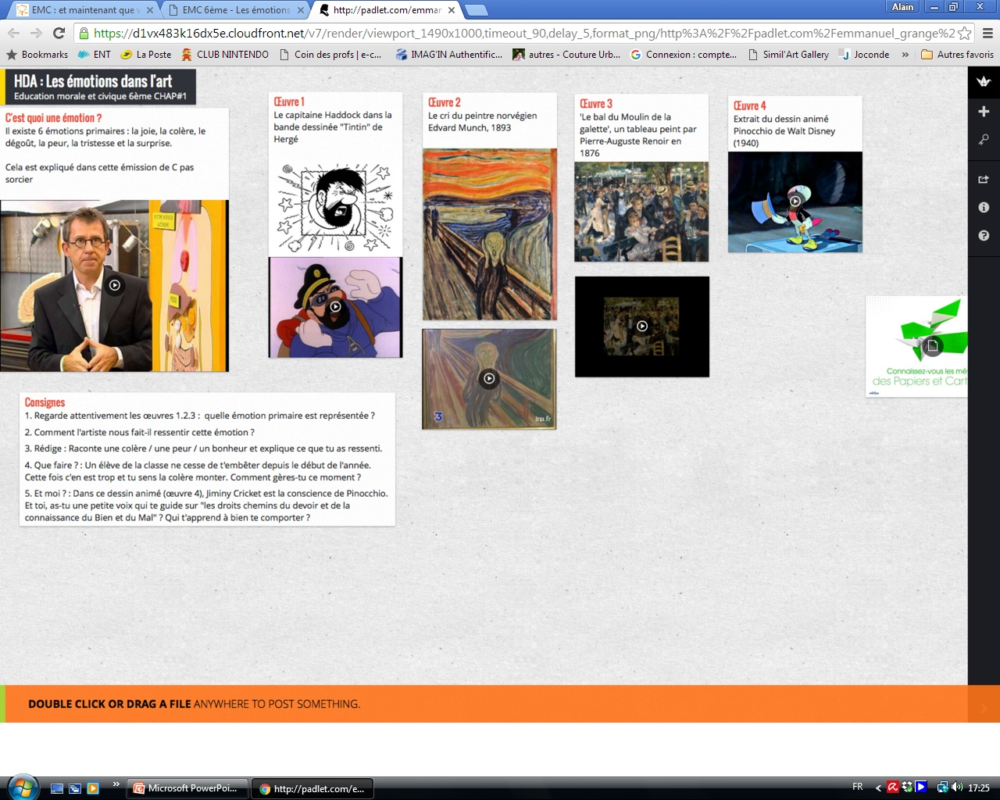 EMC : et maintenant que v
EMC 6ème - Les émotions
http://padlet.com/emmar
Alain
https://d1vx483k16dx5e.cloudfront.net/v7/render/viewport_1490x1000,timeout_90,delay_5,format_png/http%3A%2F%2Fpadlet.com%2Femmanuel_grange%2
Bookmarks
ENT
La Poste
CLUB NINTENDO
Coin des profs | e-c...
IMAG'IN Authentific...
autres - Couture Urb...
Connexion : compte...
Simil'Art Gallery
Joconde
»
Autres favoris
HDA : Les émotions dans l'art
Education morale et civique 6ème CHAP#1
C'est quoi une émotion ?
Il existe 6 émotions primaires : la joie, la colère, le
dégoût, la peur, la tristesse et la surprise.
Cela est expliqué dans cette émission de C pas
sorcier
Œuvre 1
Le capitaine Haddock dans la
bande dessinée "Tintin" de
Hergé
Œuvre 2
Le cri du peintre norvégien
Edvard Munch, 1893
3
Ina.fr
Œuvre 3
'Le bal du Moulin de la
galette', un tableau peint par
Pierre-Auguste Renoir en
1876
Œuvre 4
Extrait du dessin animé
Pinocchio de Walt Disney
(1940)
Connaissez-vous les mé
des Papiers et Cart
Consignes
1. Regarde attentivement les œuvres 1.2.3 : quelle émotion primaire est représentée ?
2. Comment l'artiste nous fait-il ressentir cette émotion ?
3. Rédige : Raconte une colère / une peur / un bonheur et explique ce que tu as ressenti.
4. Que faire ? : Un élève de la classe ne cesse de t'embêter depuis le début de l'année.
Cette fois c'en est trop et tu sens la colère monter. Comment gères-tu ce moment ?
5. Et moi ? : Dans ce dessin animé (œuvre 4), Jiminy Cricket est la conscience de Pinocchio.
Et toi, as-tu une petite voix qui te guide sur "les droits chemins du devoir et de la
connaissance du Bien et du Mal" ? Qui t'apprend à bien te comporter ?
DOUBLE CLICK OR DRAG A FILE ANYWHERE TO POST SOMETHING.
»
Microsoft PowerPoi...
http://padlet.com/e...
FR
17:25